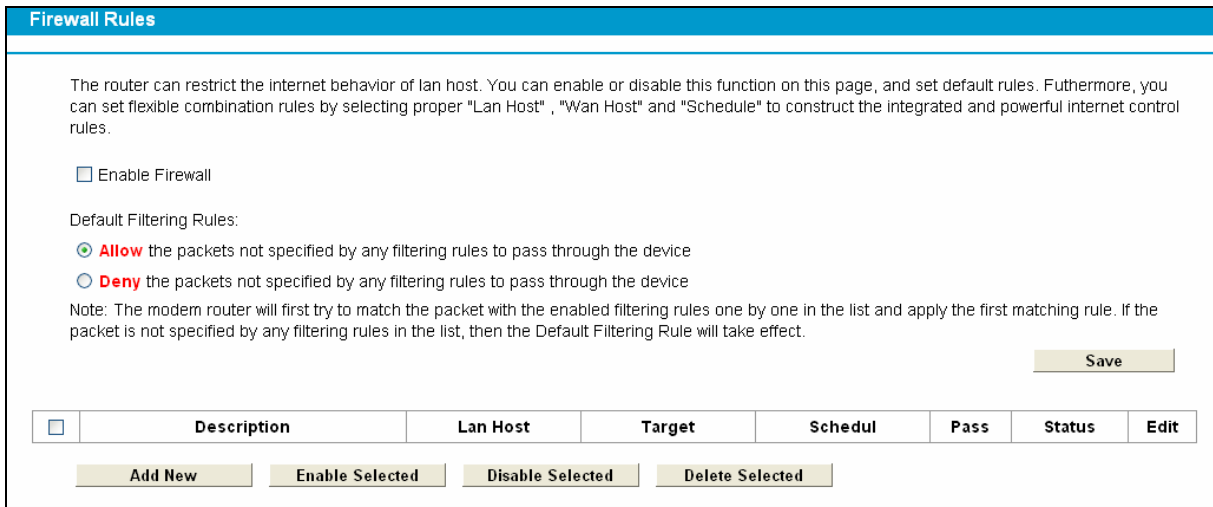 Firewall Rules
The router can restrict the internet behavior of lan host. You can enable or disable this function on this page, and set default rules. Futhermore, you
can set flexible combination rules by selecting proper "Lan Host" , "Wan Host" and "Schedule" to construct the integrated and powerful internet control
rules.
Enable Firewall
Default Filtering Rules:
Allow the packets not specified by any filtering rules to pass through the device
Deny the packets not specified by any filtering rules to pass through the device
Note: The modem router will first try to match the packet with the enabled filtering rules one by one in the list and apply the first matching rule. If the
packet is not specified by any filtering rules in the list, then the Default Filtering Rule will take effect.
Save
Description Lan Host Target Schedul Pass Status Edit
Add New Enable Selected Disable Selected Delete Selected